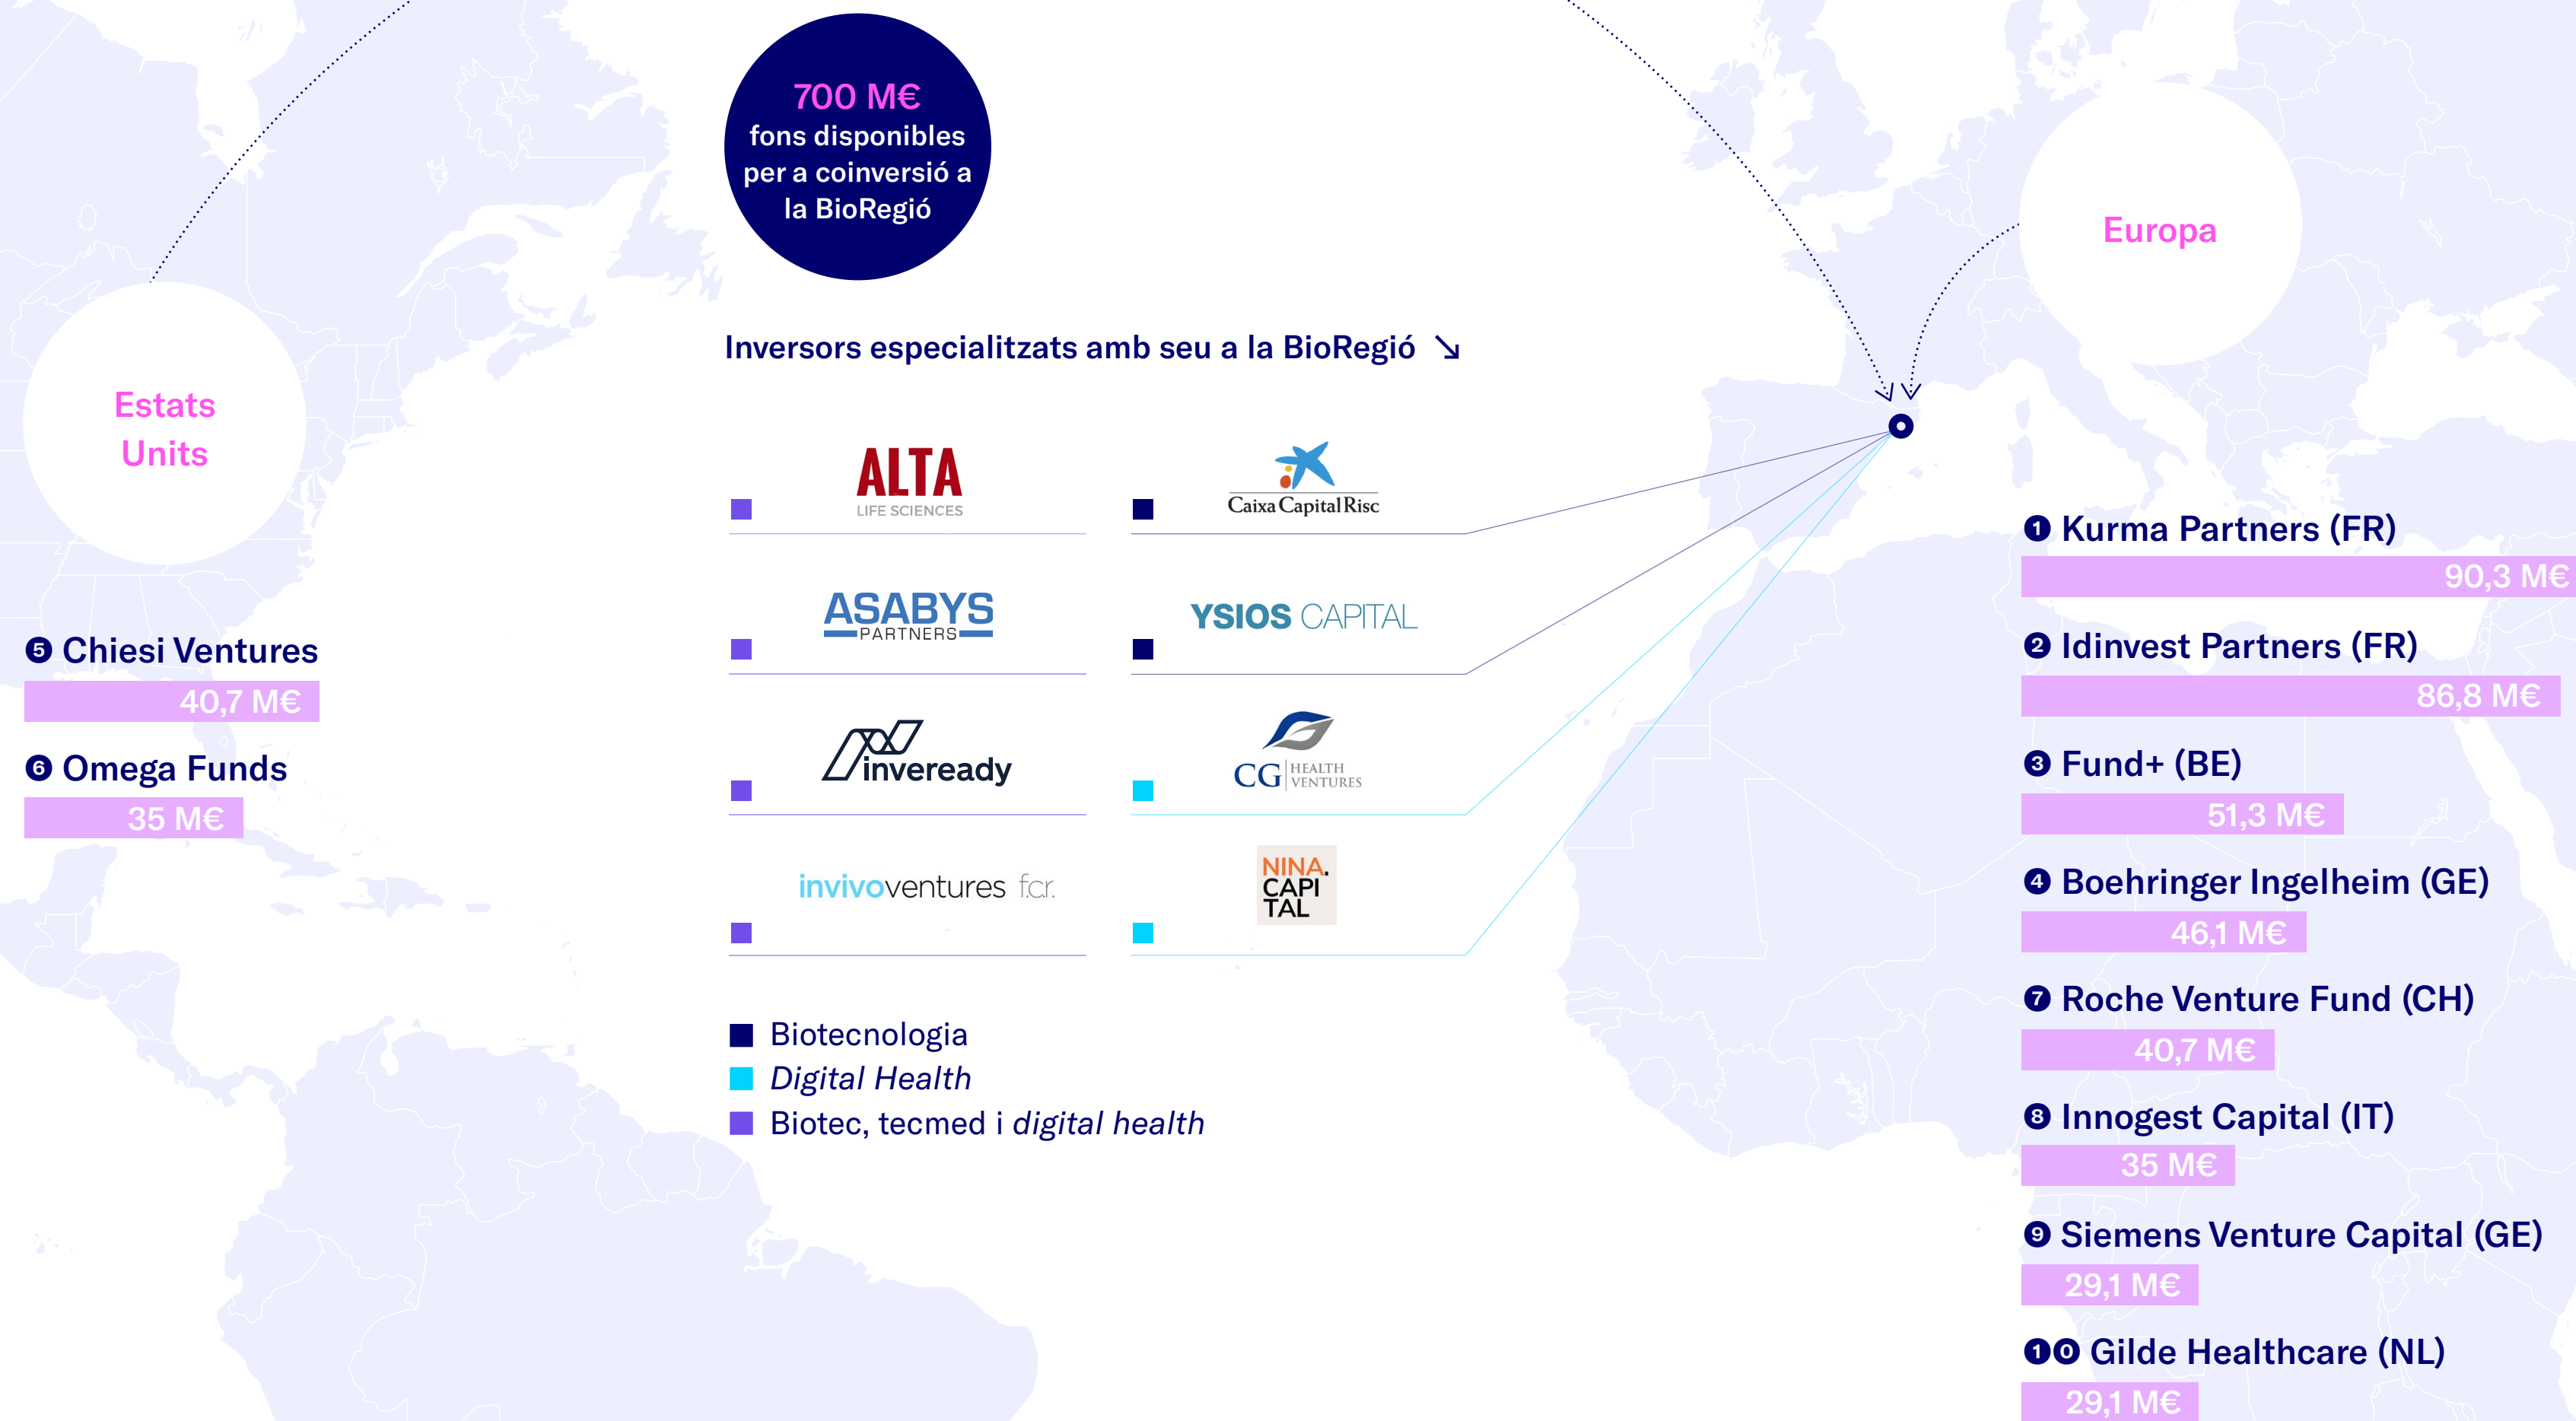 700 M€
fons disponibles
per a coinversió a
la BioRegió
Estats
Units
❺ Chiesi Ventures
40,7 M€
❻ Omega Funds
35 M€
Inversors especialitzats amb seu a la BioRegió ↘
ALTA
LIFE SCIENCES
Caixa Capital Risc
ASABYS
PARTNERS
YSIOS CAPITAL
inveready
CG HEALTH
VENTURES
invivoventures f.c.r.
NINA.
CAPI
TAL
Biotecnologia
Digital Health
Biotec, tecmed i digital health
Europa
❶ Kurma Partners (FR)
90,3 M€
❷ Idinvest Partners (FR)
86,8 M€
❸ Fund+ (BE)
51,3 M€
❹ Boehringer Ingelheim (GE)
46,1 M€
❼ Roche Venture Fund (CH)
40,7 M€
❽ Innogest Capital (IT)
35 M€
❾ Siemens Venture Capital (GE)
29,1 M€
❶⓿ Gilde Healthcare (NL)
29,1 M€